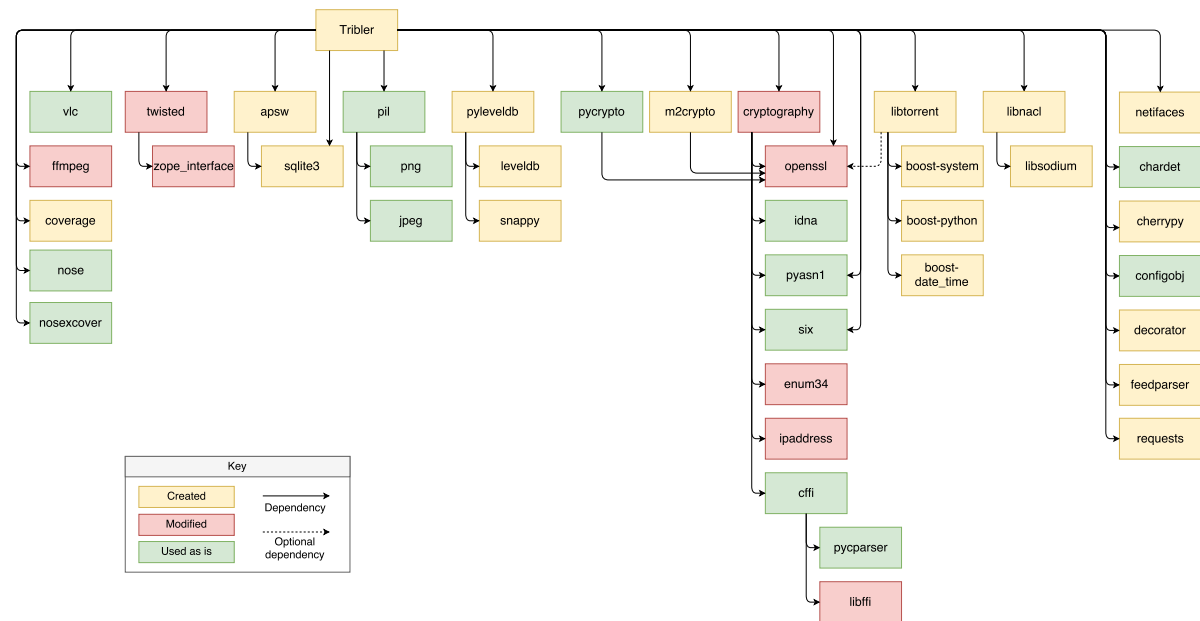 Tribler
vlc
twisted
apsw
pil
pyleveldb
pycrypto
m2crypto
cryptography
libtorrent
libnacl
netifaces
ffmpeg
zope_interface
sqlite3
png
leveldb
openssl
boost-system
libsodium
chardet
coverage
jpeg
snappy
idna
boost-python
cherrypy
nose
pyasn1
boost-
date_time
configobj
nosexcover
six
decorator
enum34
feedparser
ipaddress
requests
cffi
pycparser
libffi
Key
Created
Modified
Used as is
Dependency
Optional
dependency